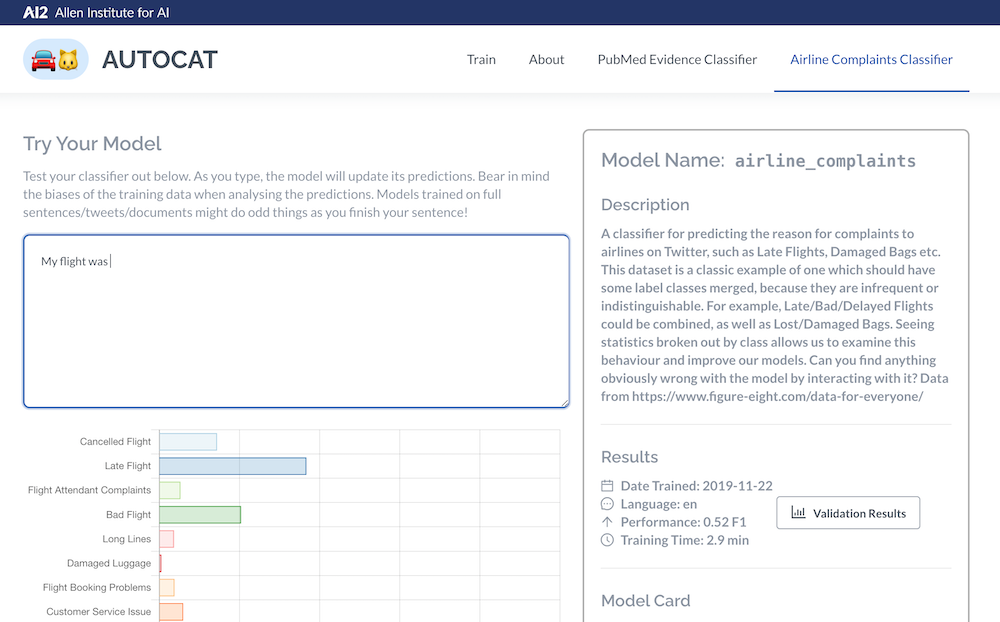 AI2 Allen Institute for AI
AUTOCAT
Train
About
PubMed Evidence Classifier
Airline Complaints Classifier
Try Your Model
Test your classifier out below. As you type, the model will update its predictions. Bear in mind
the biases of the training data when analysing the predictions. Models trained on full
sentences/tweets/documents might do odd things as you finish your sentence!
My flight was
Cancelled Flight
Late Flight
Flight Attendant Complaints
Bad Flight
Long Lines
Damaged Luggage
Flight Booking Problems
Customer Service Issue
Model Name: airline_complaints
Description
A classifier for predicting the reason for complaints to
airlines on Twitter, such as Late Flights, Damaged Bags etc.
This dataset is a classic example of one which should have
some label classes merged, because they are infrequent or
indistinguishable. For example, Late/Bad/Delayed Flights
could be combined, as well as Lost/Damaged Bags. Seeing
statistics broken out by class allows us to examine this
behaviour and improve our models. Can you find anything
obviously wrong with the model by interacting with it? Data
from https://www.figure-eight.com/data-for-everyone/
Results
Date Trained: 2019-11-22
Language: en
Performance: 0.52 F1
Training Time: 2.9 min
Validation Results
Model Card